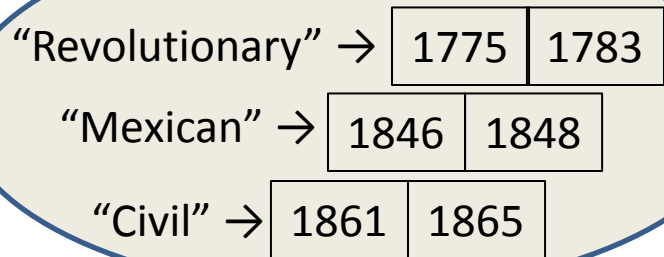 “Revolutionary” → 1775 1783
“Mexican” → 1846 1848
“Civil” → 1861 1865